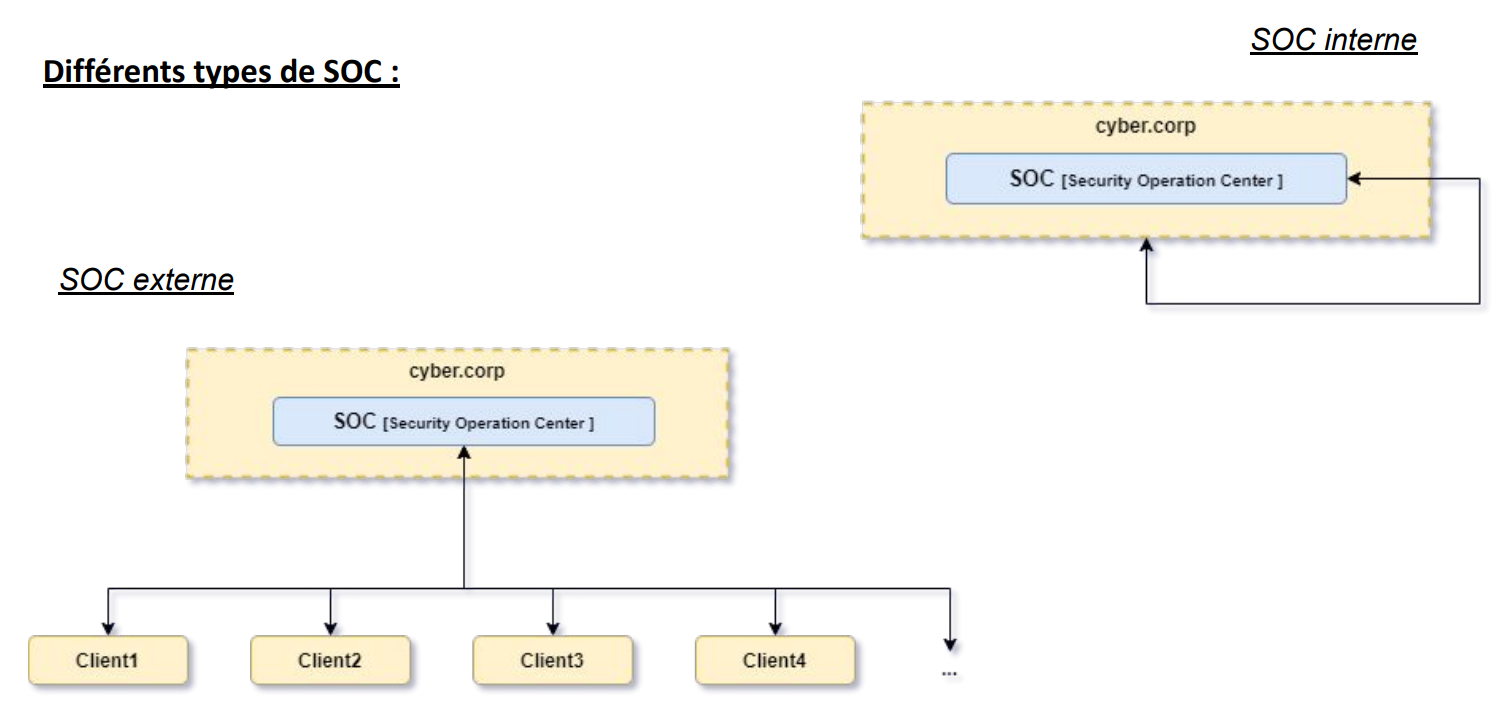 Différents types de SOC :
SOC interne
cyber.corp
SOC [Security Operation Center ]
SOC externe
cyber.corp
SOC [Security Operation Center ]
Client1
Client2
Client3
Client4
...